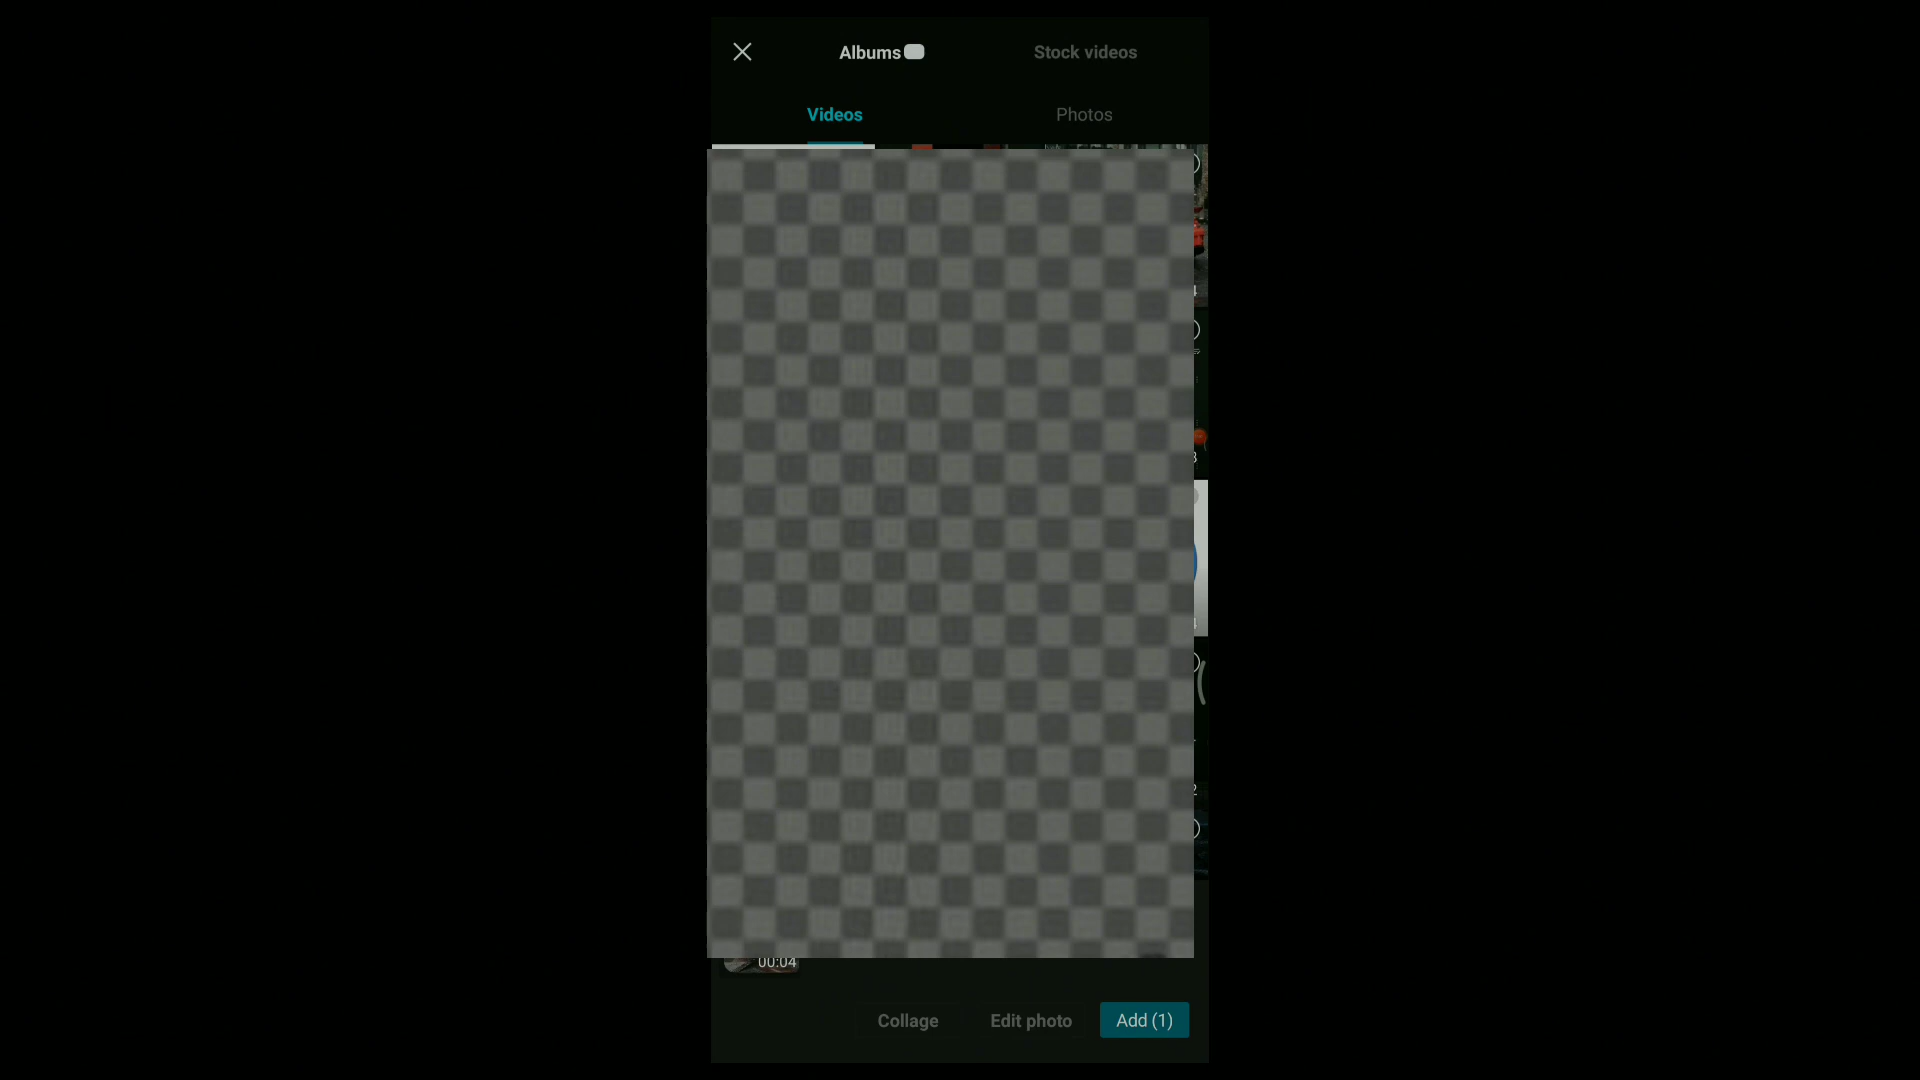 Albums
Stock videos
Videos
Photos
00:04
Collage
Edit photo
Add (1)